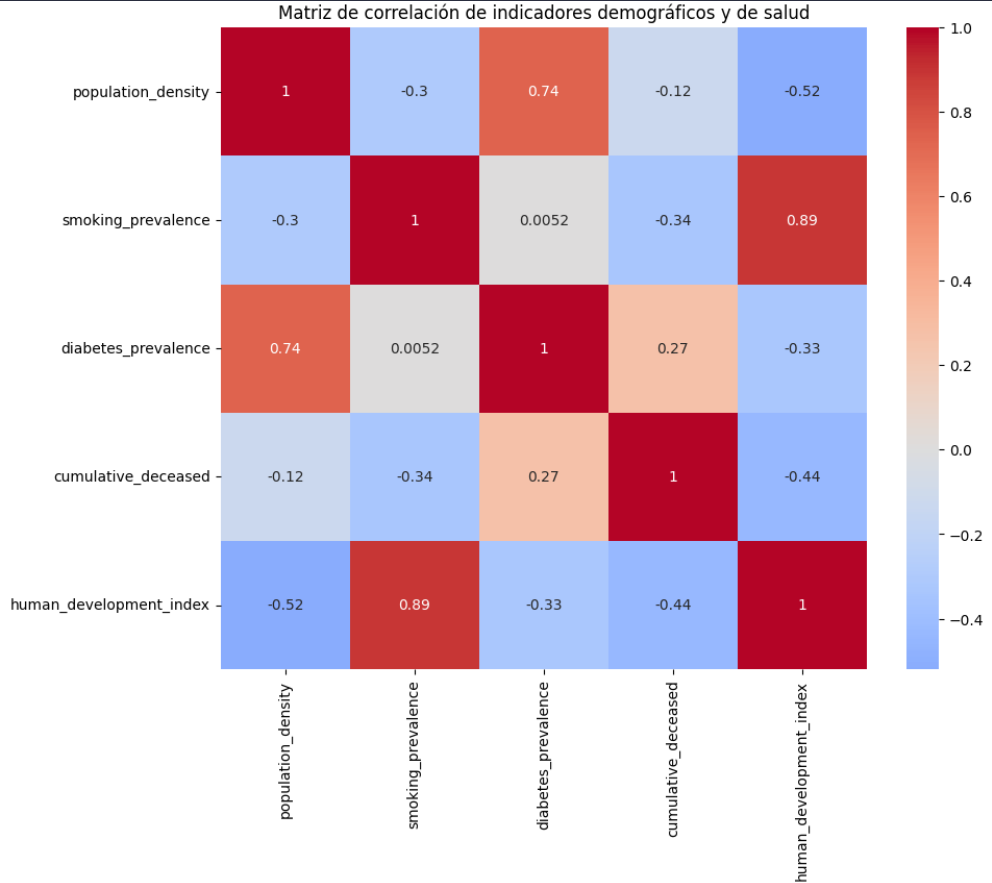 Matriz de correlación de indicadores demográficos y de salud
population_density 1 -0.3 0.74 -0.12 -0.52
smoking_prevalence -0.3 1 0.0052 -0.34 0.89
diabetes_prevalence 0.74 0.0052 1 0.27 -0.33
cumulative_deceased -0.12 -0.34 0.27 1 -0.44
human_development_index -0.52 0.89 -0.33 -0.44 1
population_density
smoking_prevalence
diabetes_prevalence
cumulative_deceased
human_development_index
1.0
0.8
0.6
0.4
0.2
0.0
−0.2
−0.4